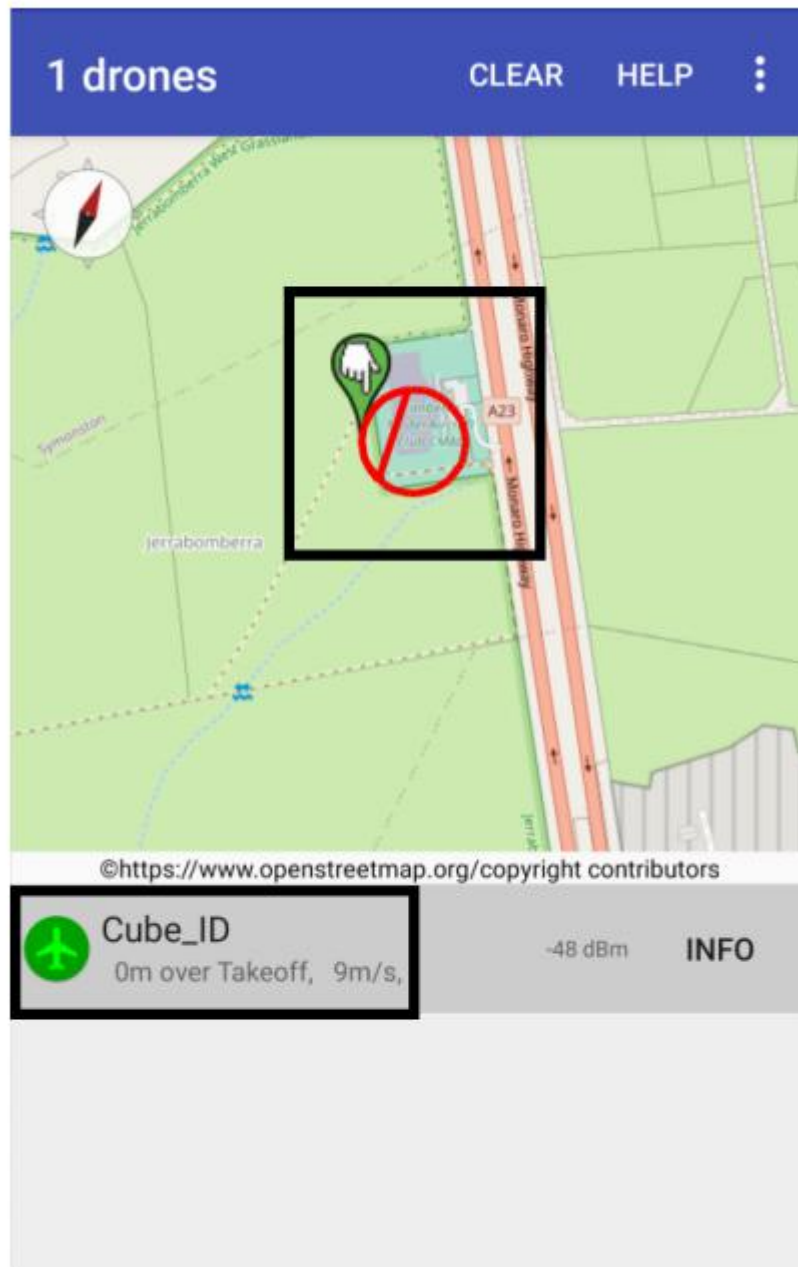 1 drones CLEAR HELP
Jerrabomberra West Grassland
Monaro Highway
A23
Symonston
Jerrabomberra
Monaro Highway
©https://www.openstreetmap.org/copyright contributors
Cube_ID
0m over Takeoff, 9m/s,
-48 dBm
INFO